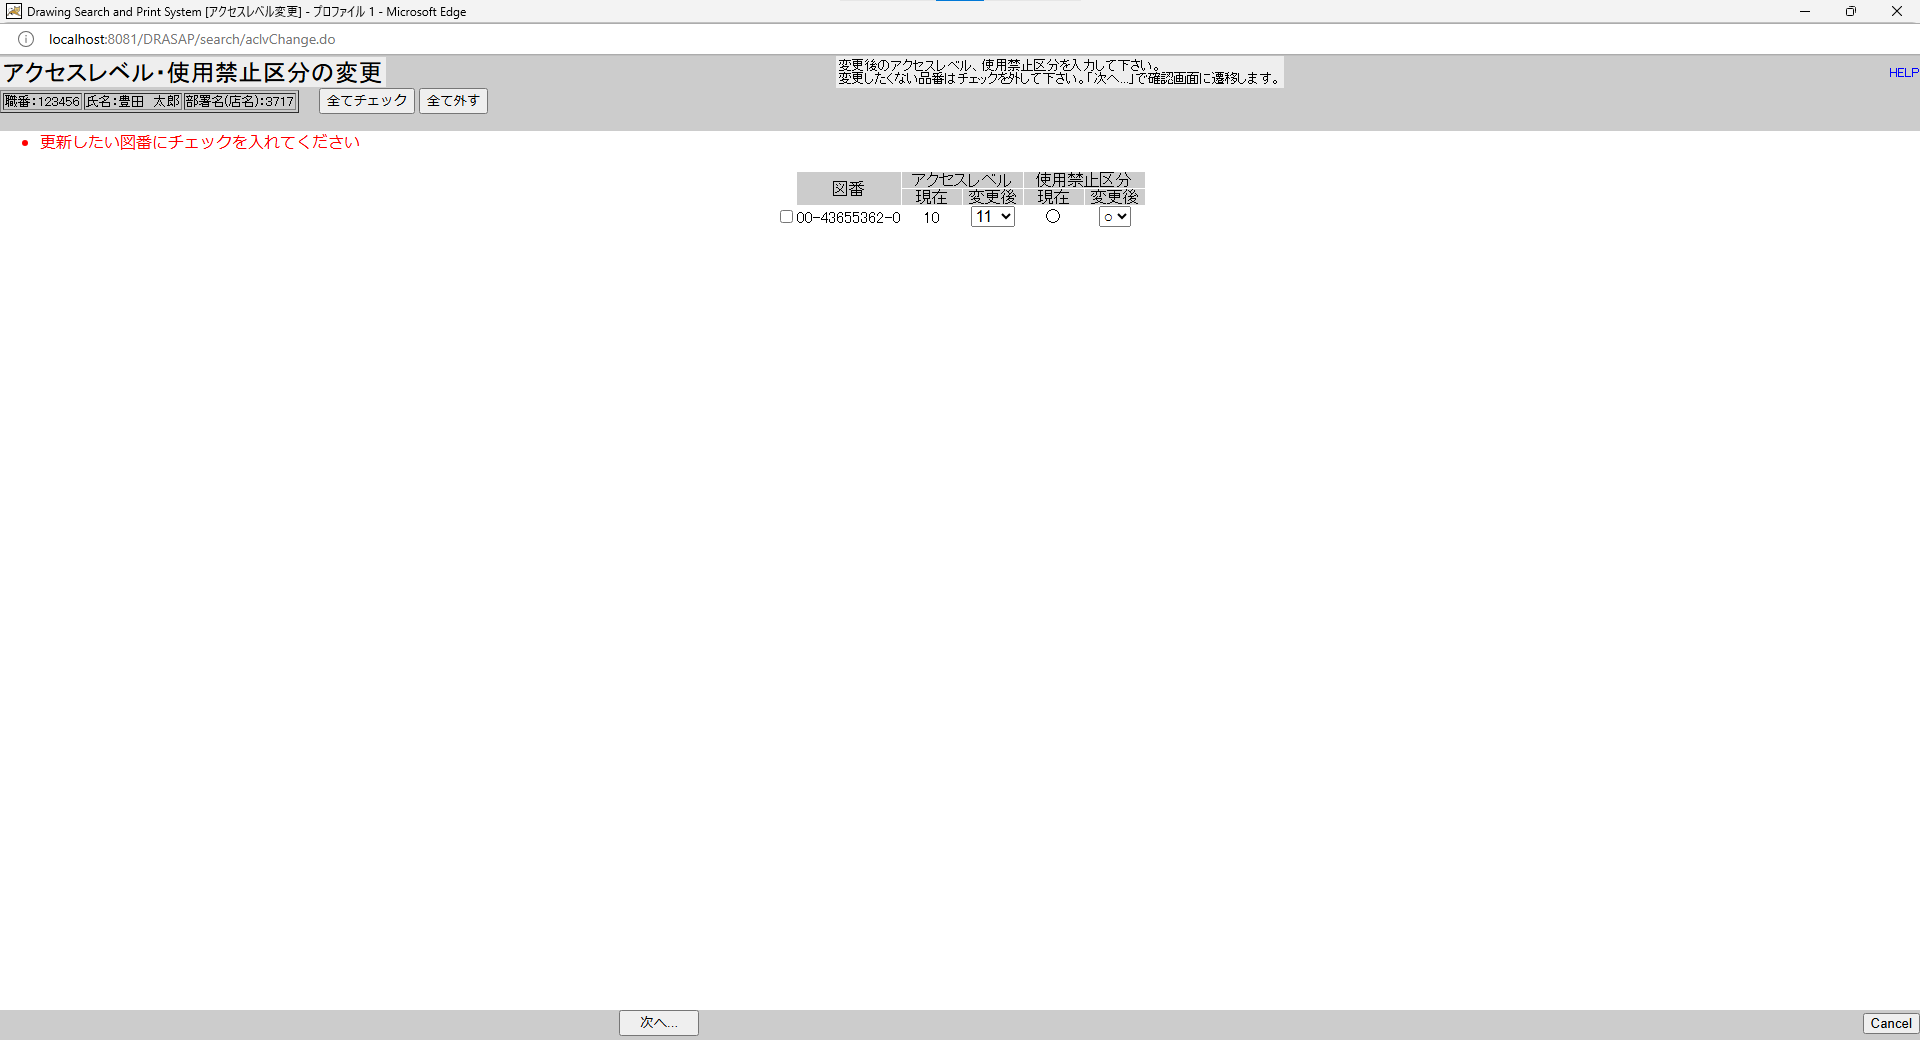 Drawing Search and Print System [アクセスレベル変更] - プロファイル 1 - Microsoft Edge
localhost:8081/DRASAP/search/aclvChange.do
アクセスレベル・使用禁止区分の変更
変更後のアクセスレベル、使用禁止区分を入力して下さい。
変更したくない品番はチェックを外して下さい。「次へ...」で確認画面に遷移します。
HELP
職番：123456 氏名：豊田　太郎 部署名(店名)：3717 全てチェック 全て外す
• 更新したい図番にチェックを入れてください
図番 アクセスレベル 使用禁止区分
現在 変更後 現在 変更後
00-43655362-0 10 11 ○ ○
次へ... Cancel